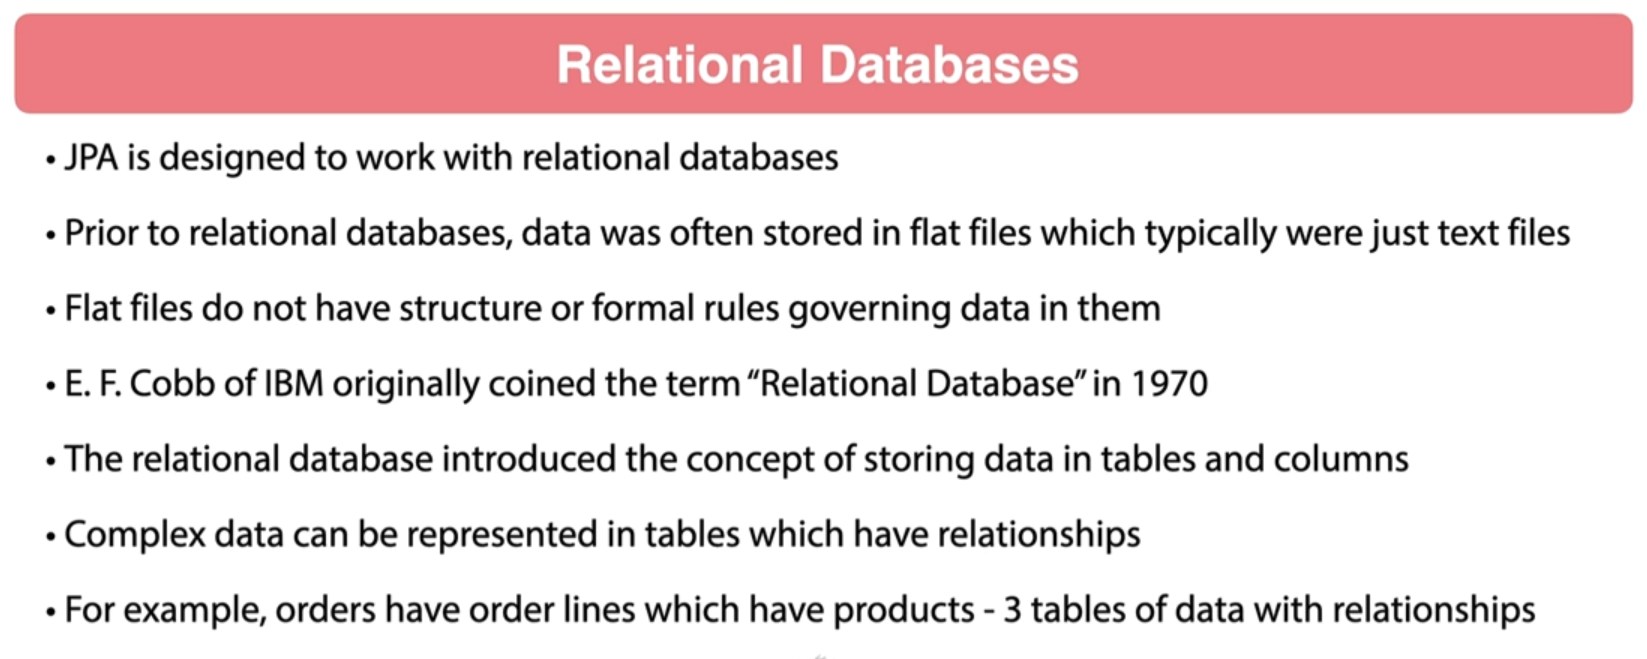 Relational Databases
• JPA is designed to work with relational databases
• Prior to relational databases, data was often stored in flat files which typically were just text files
• Flat files do not have structure or formal rules governing data in them
• E. F. Cobb of IBM originally coined the term “Relational Database” in 1970
• The relational database introduced the concept of storing data in tables and columns
• Complex data can be represented in tables which have relationships
• For example, orders have order lines which have products - 3 tables of data with relationships